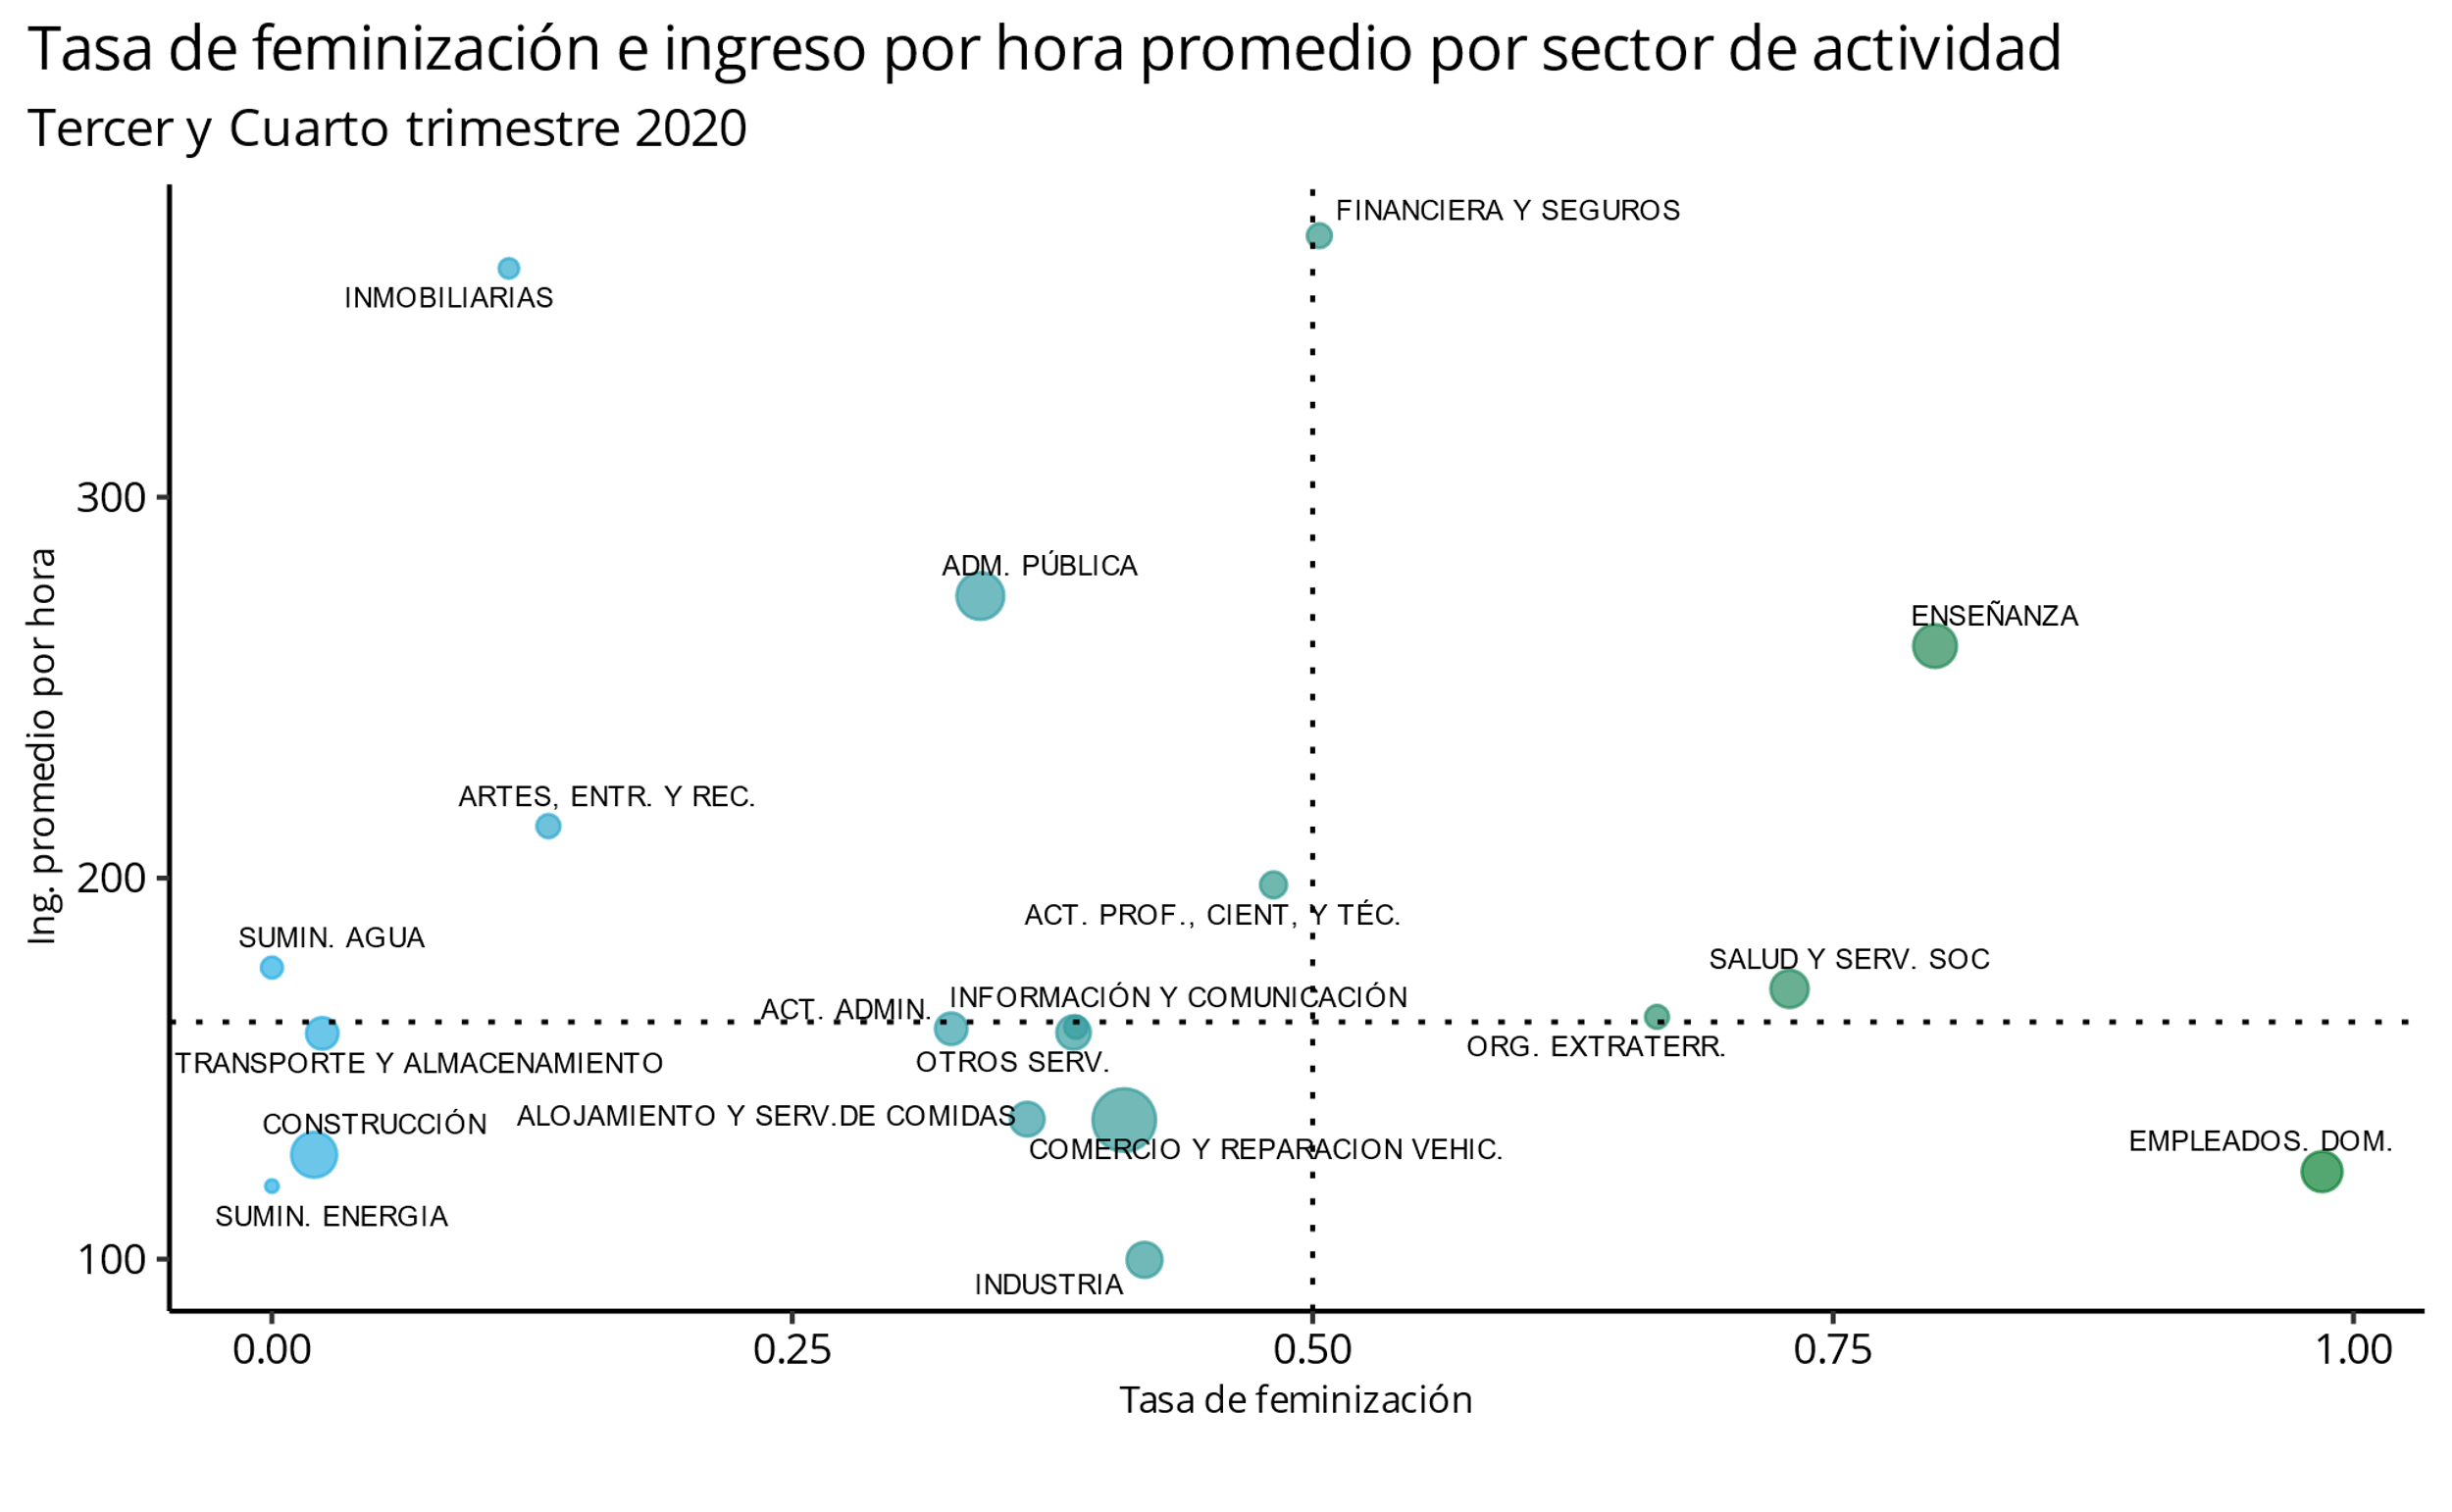 Tasa de feminización e ingreso por hora promedio por sector de actividad
Tercer y Cuarto trimestre 2020
FINANCIERA Y SEGUROS
INMOBILIARIAS
300
ADM. PÚBLICA
ENSEÑANZA
Ing. promedio por hora
ARTES, ENTR. Y REC.
200
ACT. PROF., CIENT, Y TÉC.
SUMIN. AGUA
SALUD Y SERV. SOC
INFORMACIÓN Y COMUNICACIÓN
ACT. ADMIN.
ORG. EXTRATERR.
TRANSPORTE Y ALMACENAMIENTO
OTROS SERV.
ALOJAMIENTO Y SERV.DE COMIDAS
CONSTRUCCIÓN
EMPLEADOS. DOM.
COMERCIO Y REPARACION VEHIC.
SUMIN. ENERGIA
100
INDUSTRIA
0.00 0.25 0.50 0.75 1.00
Tasa de feminización